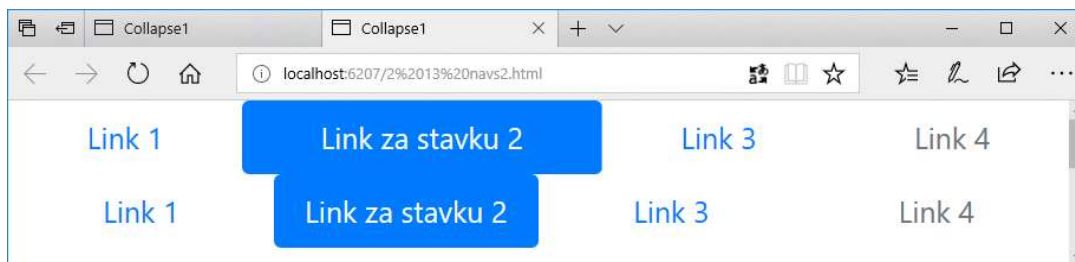 Collapse1 Collapse1
localhost:6207/2%2013%20navs2.html
Link 1 Link za stavku 2 Link 3 Link 4
Link 1 Link za stavku 2 Link 3 Link 4